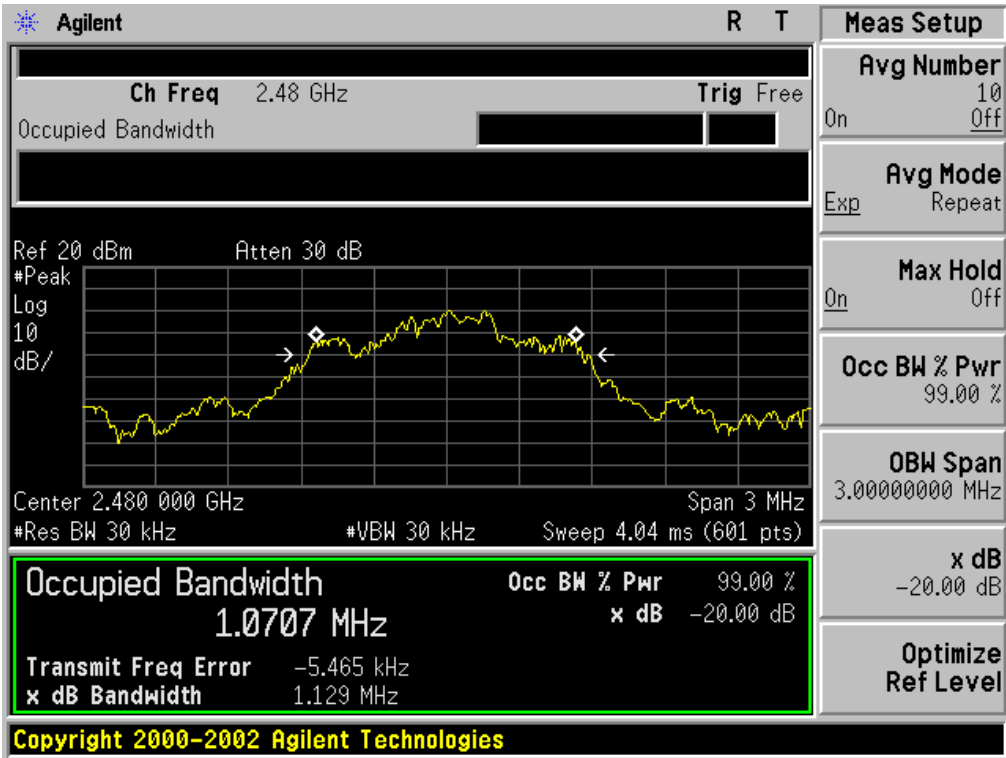 Agilent R T
Ch Freq 2.48 GHz Trig Free
Occupied Bandwidth
Ref 20 dBm Atten 30 dB
#Peak
Log
10
dB/
Center 2.480 000 GHz Span 3 MHz
#Res BW 30 kHz #VBW 30 kHz Sweep 4.04 ms (601 pts)
Occupied Bandwidth Occ BW % Pwr 99.00 %
1.0707 MHz x dB -20.00 dB
Transmit Freq Error -5.465 kHz
x dB Bandwidth 1.129 MHz
Copyright 2000-2002 Agilent Technologies
Meas Setup
Avg Number
10
On Off
Avg Mode
Exp Repeat
Max Hold
On Off
Occ BW % Pwr
99.00 %
OBW Span
3.00000000 MHz
x dB
-20.00 dB
Optimize
Ref Level